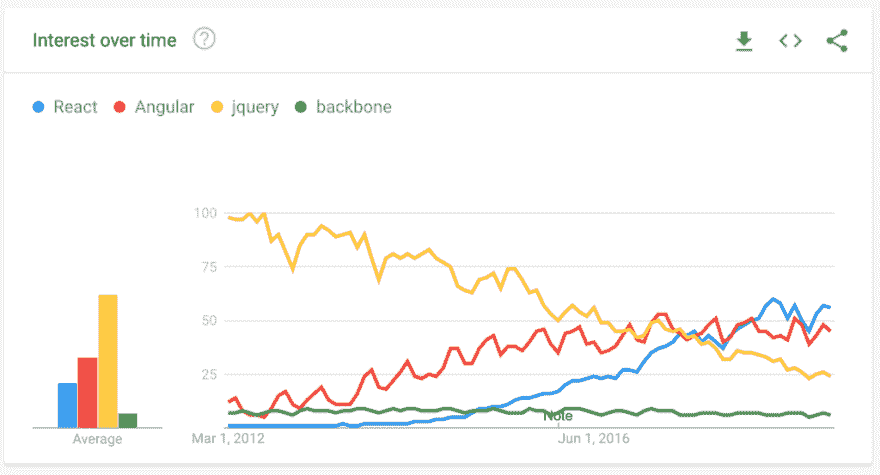 Interest over time ?
React Angular jquery backbone
100
75
50
25
Note
Average
Mar 1, 2012 Jun 1, 2016